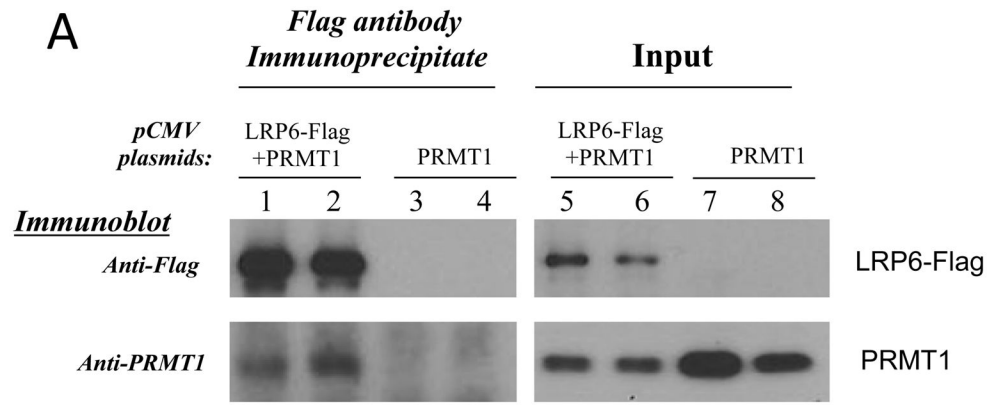 A
Flag antibody
Immunoprecipitate
Input
pCMV
plasmids:
LRP6-Flag
+PRMT1
PRMT1
LRP6-Flag
+PRMT1
PRMT1
1 2 3 4 5 6 7 8
Immunoblot
Anti-Flag
LRP6-Flag
Anti-PRMT1
PRMT1